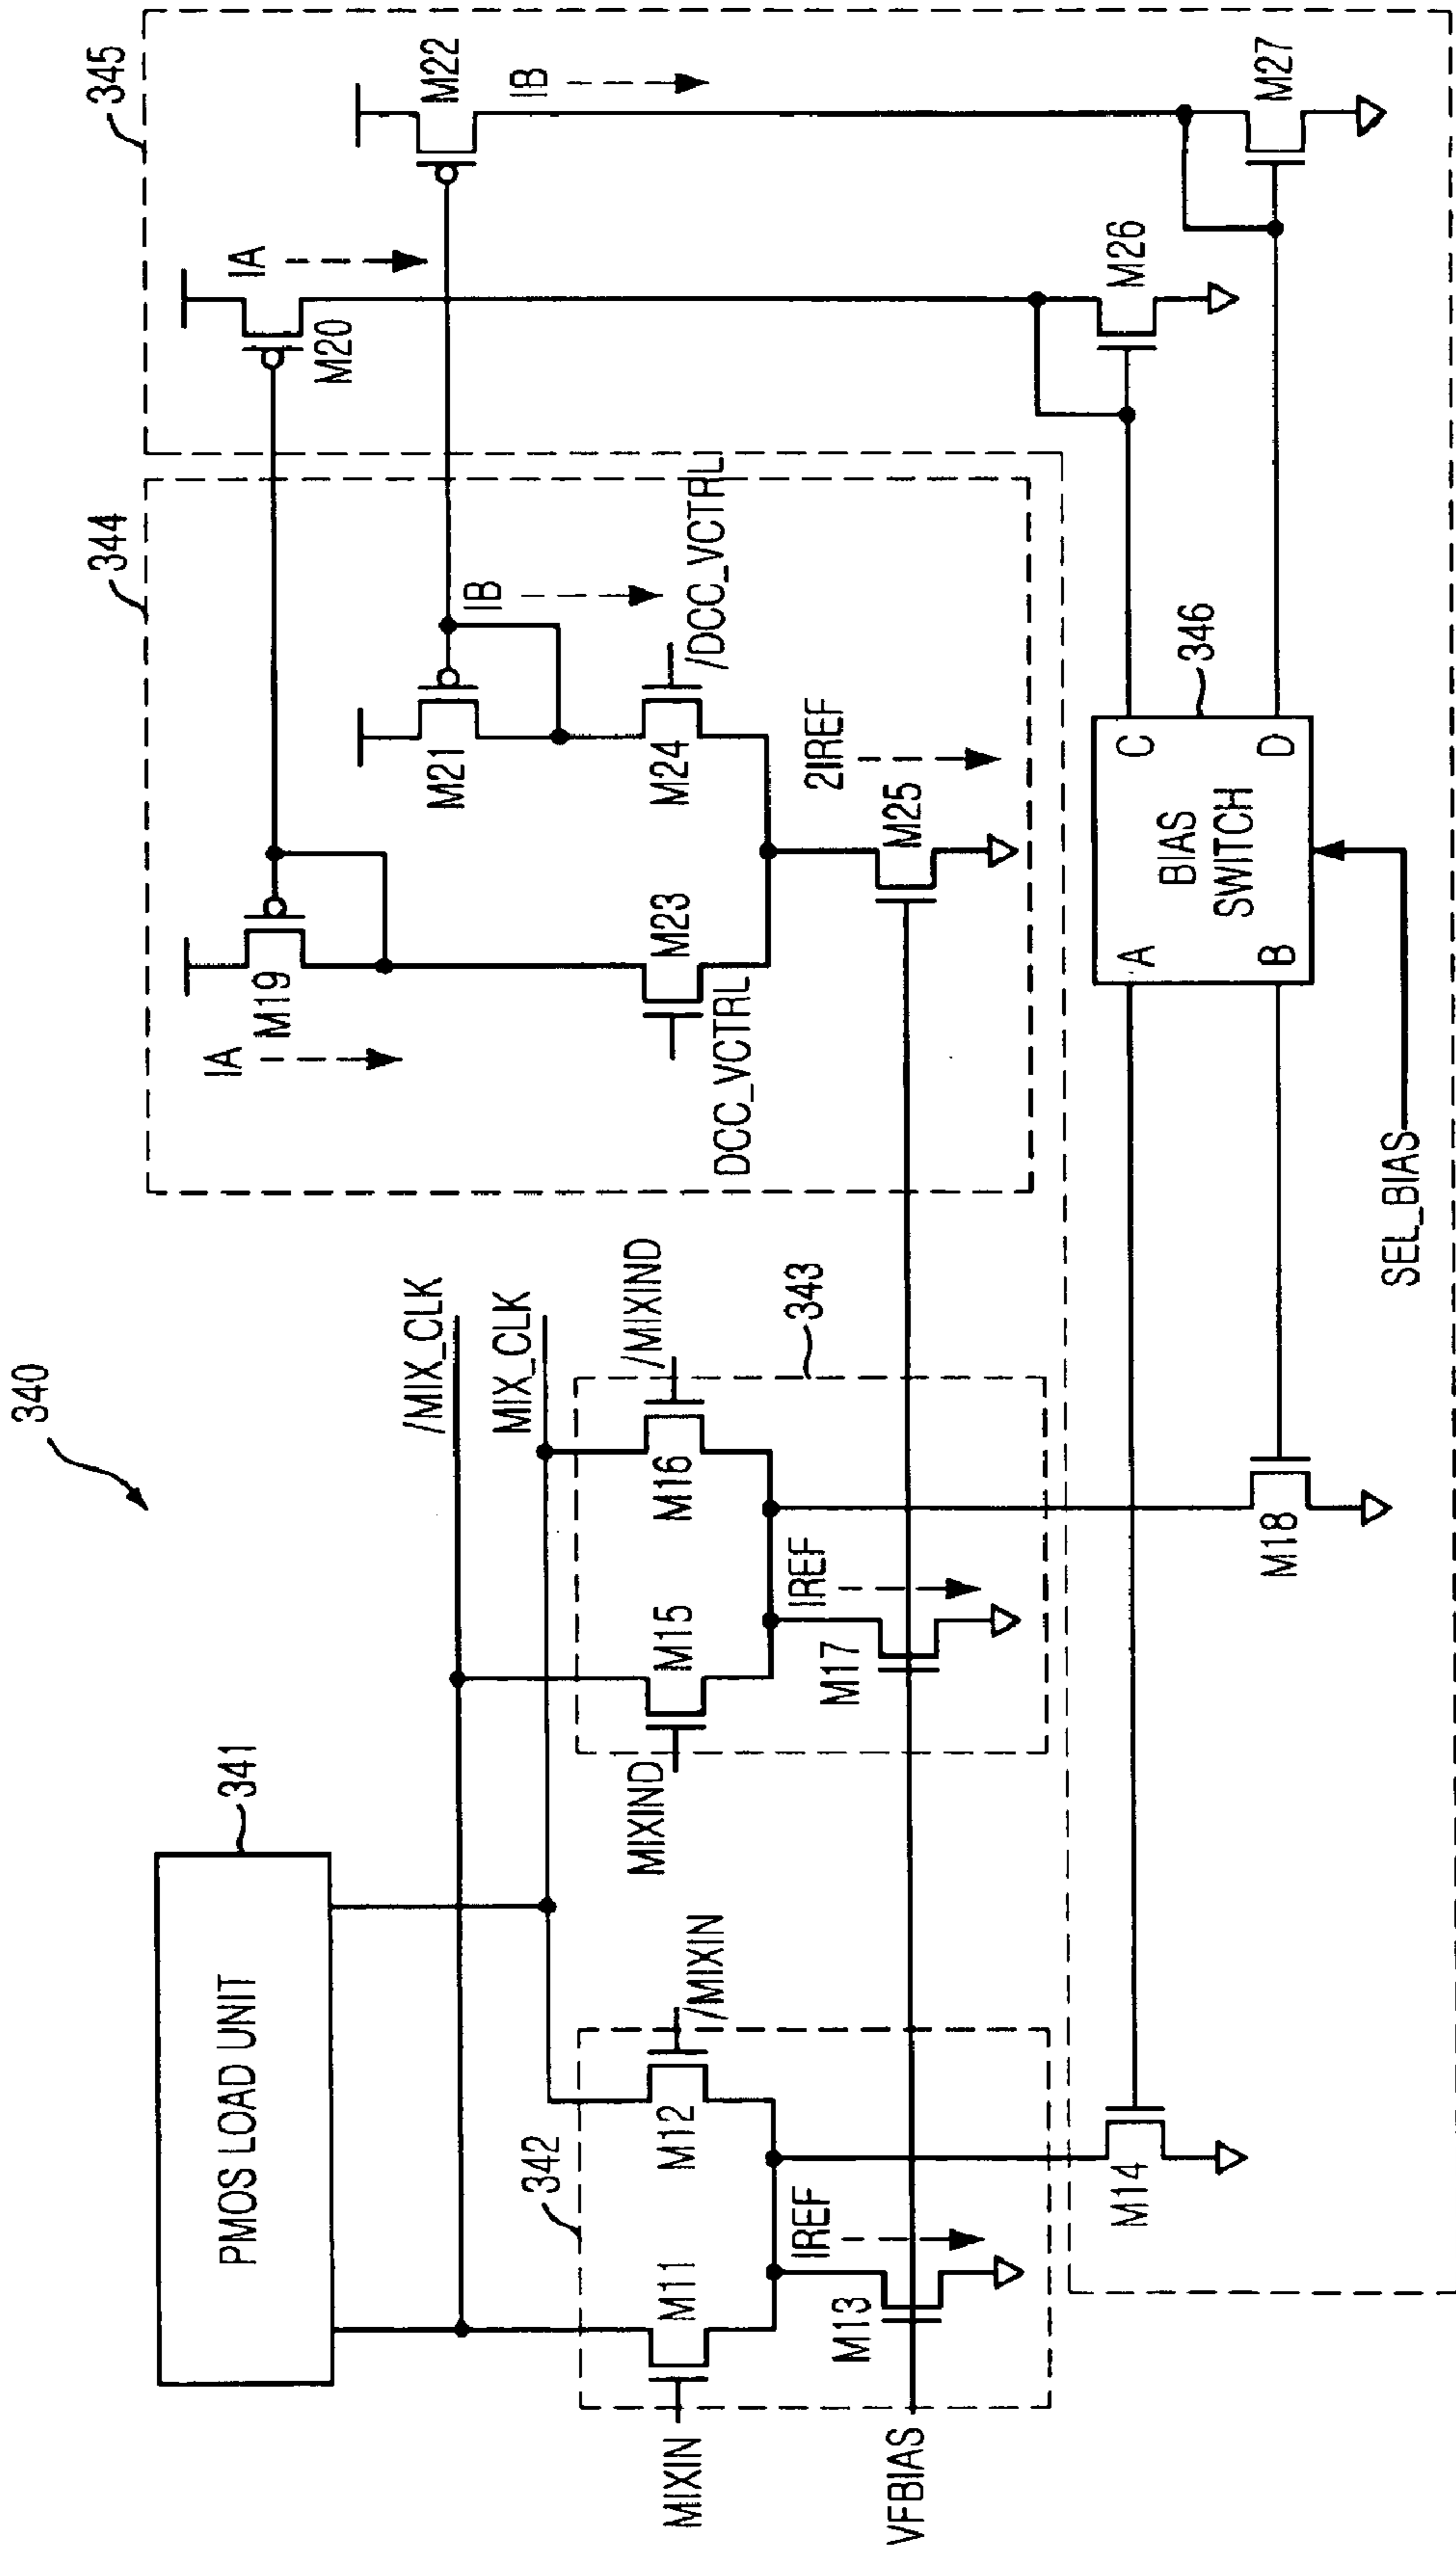 340
PMOS LOAD UNIT
341
/MIX_CLK
MIX_CLK
342
MIXIN
M11
M12
/MIXIN
IREF
M13
VFBIAS
M14
343
MIXIND
M15
M16
/MIXIND
IREF
M17
M18
344
IA
M19
IB
M21
M23
DCC_VCTRL
M24
/DCC_VCTRL
2IREF
M25
345
IA
M20
IB
M22
M26
M27
346
A
B
C
D
BIAS
SWITCH
SEL_BIAS